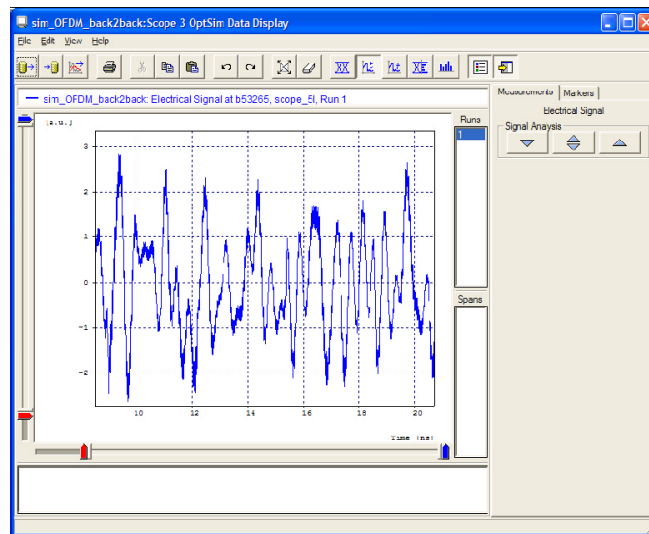 sim_OFDM_back2back:Scope 3 OptSim Data Display
File Edit View Help
sim_OFDM_back2back: Electrical Signal at b53265, scope_5I, Run 1
[a.u.]
3
2
1
0
-1
-2
10 12 14 16 18 20
Time [ns]
Runs
1
Spans
Measurements Markers
Electrical Signal
Signal Anaysis